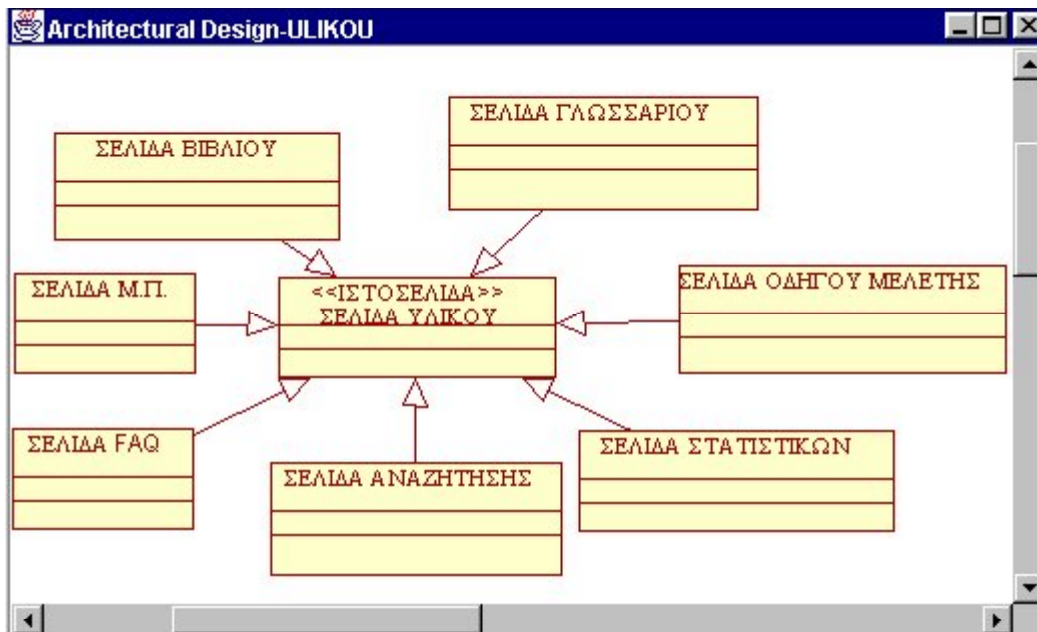 Architectural Design-ULIKOU
ΣΕΛΙΔΑ ΓΛΩΣΣΑΡΙΟΥ
ΣΕΛΙΔΑ ΒΙΒΛΙΟΥ
ΣΕΛΙΔΑ ΟΔΗΓΟΥ ΜΕΛΕΤΗΣ
ΣΕΛΙΔΑ Μ.Π.
<<ΙΣΤΟΣΕΛΙΔΑ>>
ΣΕΛΙΔΑ ΥΛΙΚΟΥ
ΣΕΛΙΔΑ FAQ
ΣΕΛΙΔΑ ΣΤΑΤΙΣΤΙΚΩΝ
ΣΕΛΙΔΑ ΑΝΑΖΗΤΗΣΗΣ